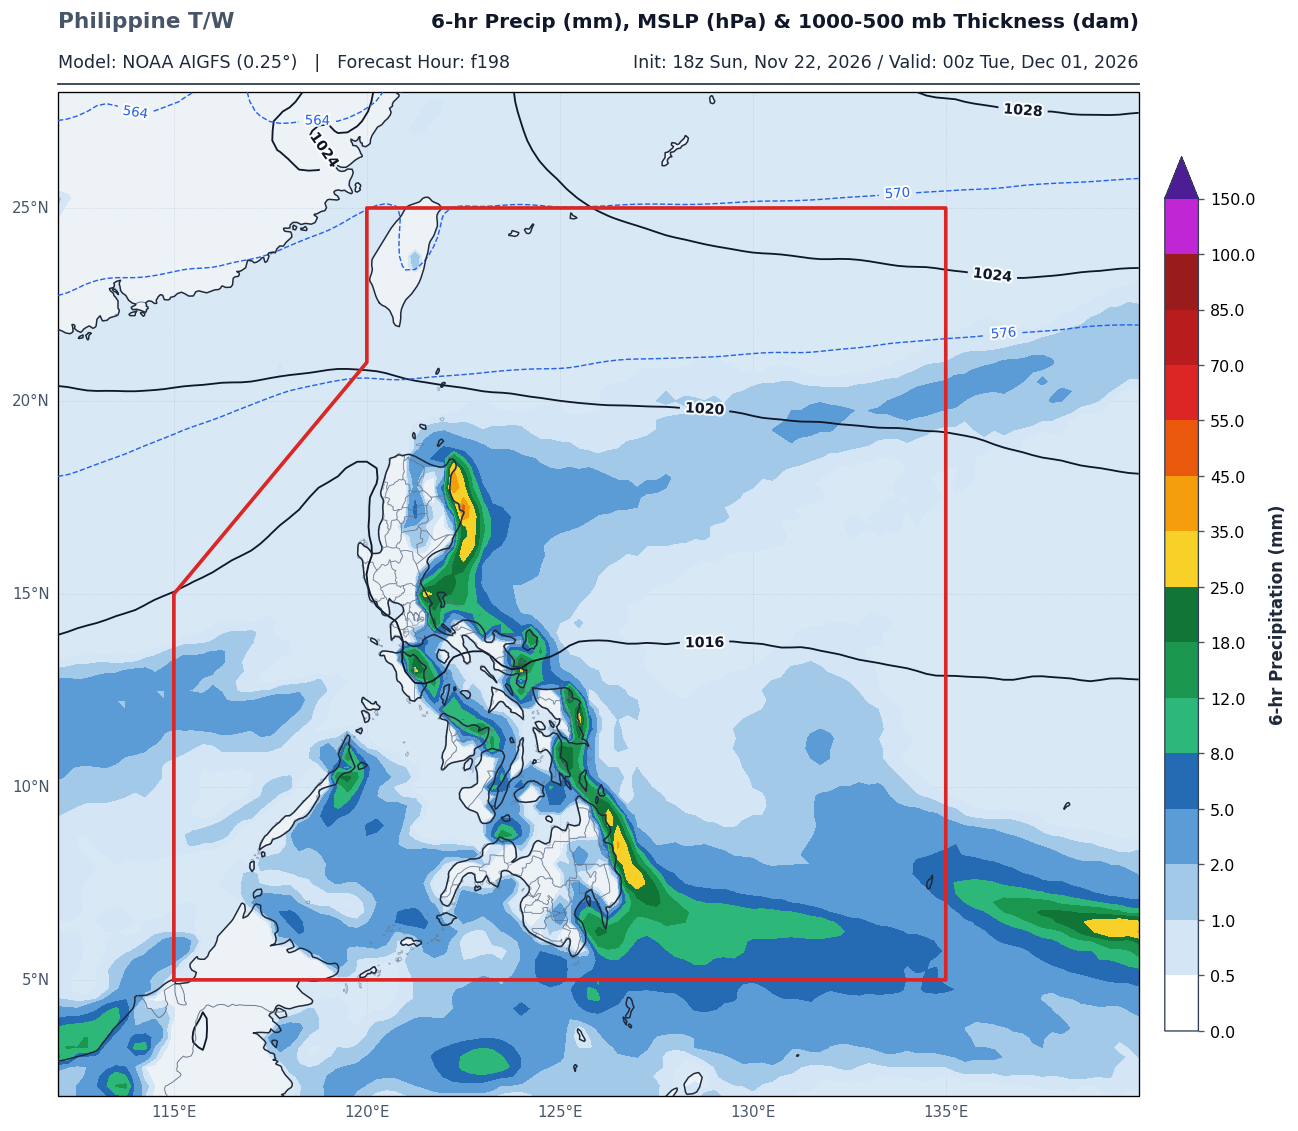 Philippine T/W
6-hr Precip (mm), MSLP (hPa) & 1000-500 mb Thickness (dam)
Model: NOAA AIGFS (0.25°) | Forecast Hour: f198
Init: 18z Sun, Nov 22, 2026 / Valid: 00z Tue, Dec 01, 2026
564
564
1024
1028
570
1024
576
1020
1016
25°N
20°N
15°N
10°N
5°N
115°E
120°E
125°E
130°E
135°E
150.0
100.0
85.0
70.0
55.0
45.0
35.0
25.0
18.0
12.0
8.0
5.0
2.0
1.0
0.5
0.0
6-hr Precipitation (mm)